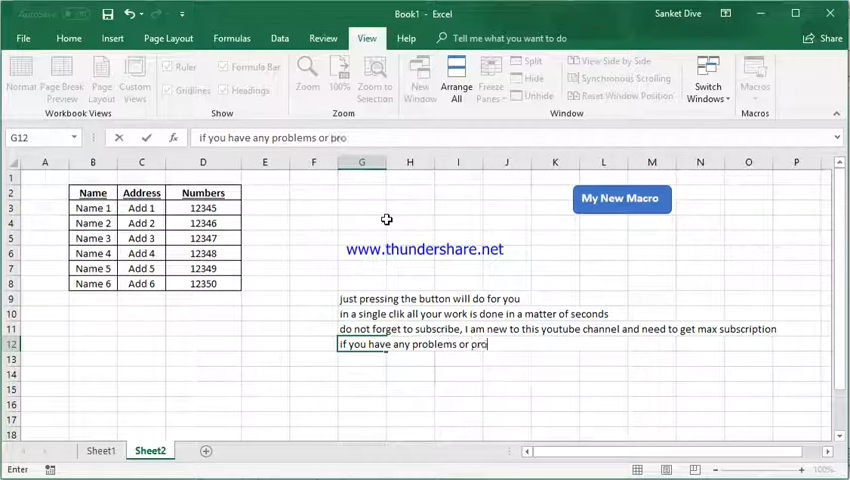 AutoSave Off Book1 - Excel Sanket Dive
File Home Insert Page Layout Formulas Data Review View Help Tell me what you want to do Share
Normal Page Break Preview Page Layout Custom Views
Workbook Views
Ruler Formula Bar
Gridlines Headings
Show
Zoom 100% Zoom to Selection
Zoom
New Window Arrange All Freeze Panes
Split
Hide
Unhide
View Side by Side
Synchronous Scrolling
Reset Window Position
Switch Windows
Window
Macros
Macros
G12 fx if you have any problems or pro
A B C D E F G H I J K L M N O P
1
2 Name Address Numbers My New Macro
3 Name 1 Add 1 12345
4 Name 2 Add 2 12346
5 Name 3 Add 3 12347
6 Name 4 Add 4 12348 www.thundershare.net
7 Name 5 Add 5 12349
8 Name 6 Add 6 12350
9 just pressing the button will do for you
10 in a single clik all your work is done in a matter of seconds
11 do not forget to subscribe, I am new to this youtube channel and need to get max subscription
12 if you have any problems or pro
13
14
15
16
17
18
Sheet1 Sheet2
Enter 100%